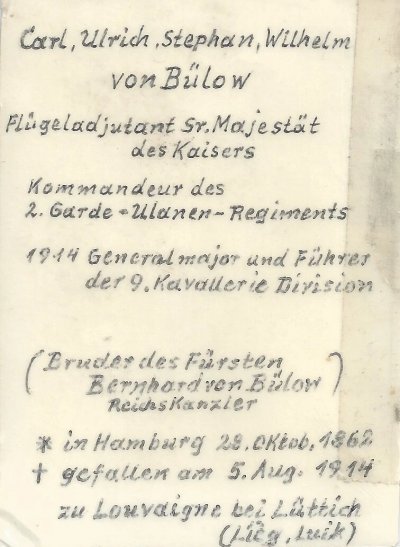 Carl, Ulrich, Stephan, Wilhelm
von Bülow
Flügeladjutant Sr. Majestät
des Kaisers
Kommandeur des
2. Garde-Ulanen-Regiments
1914 Generalmajor und Führer
der 9. Kavallerie Division
(Bruder des Fürsten
Bernhard von Bülow)
Reichskanzler
* in Hamburg 28. Oktob. 1862
† gefallen am 5. Aug. 1914
zu Louvaigne bei Lüttich
(Liég, Luik)